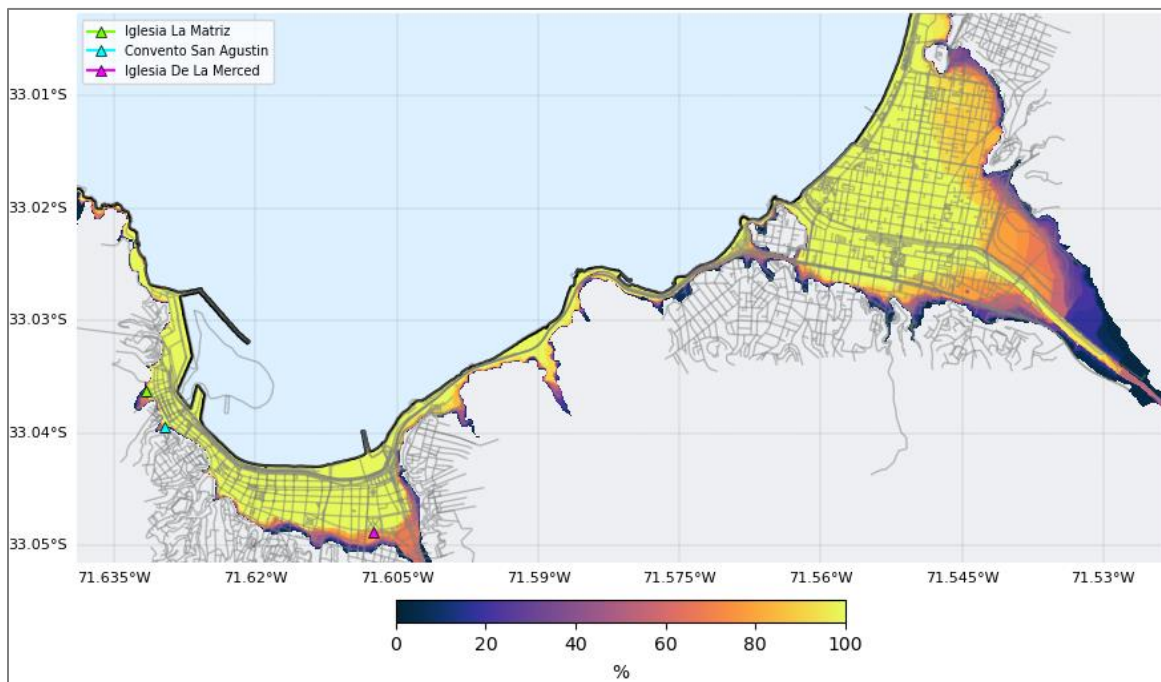 Iglesia La Matriz
Convento San Agustin
Iglesia De La Merced
33.01°S
33.02°S
33.03°S
33.04°S
33.05°S
71.635°W 71.62°W 71.605°W 71.59°W 71.575°W 71.56°W 71.545°W 71.53°W
0 20 40 60 80 100
%